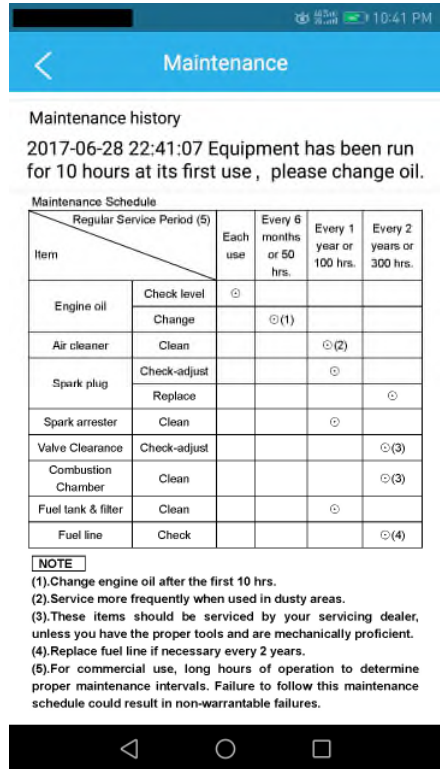 10:41 PM
Maintenance
Maintenance history
2017-06-28 22:41:07 Equipment has been run
for 10 hours at its first use，please change oil.
Maintenance Schedule
Regular Service Period (5)
Item
Each use
Every 6 months or 50 hrs.
Every 1 year or 100 hrs.
Every 2 years or 300 hrs.
Engine oil Check level ⊙
Change ⊙(1)
Air cleaner Clean ⊙(2)
Spark plug Check-adjust ⊙
Replace ⊙
Spark arrester Clean ⊙
Valve Clearance Check-adjust ⊙(3)
Combustion Chamber Clean ⊙(3)
Fuel tank & filter Clean ⊙
Fuel line Check ⊙(4)
NOTE
(1).Change engine oil after the first 10 hrs.
(2).Service more frequently when used in dusty areas.
(3).These items should be serviced by your servicing dealer,
unless you have the proper tools and are mechanically proficient.
(4).Replace fuel line if necessary every 2 years.
(5).For commercial use, long hours of operation to determine
proper maintenance intervals. Failure to follow this maintenance
schedule could result in non-warrantable failures.